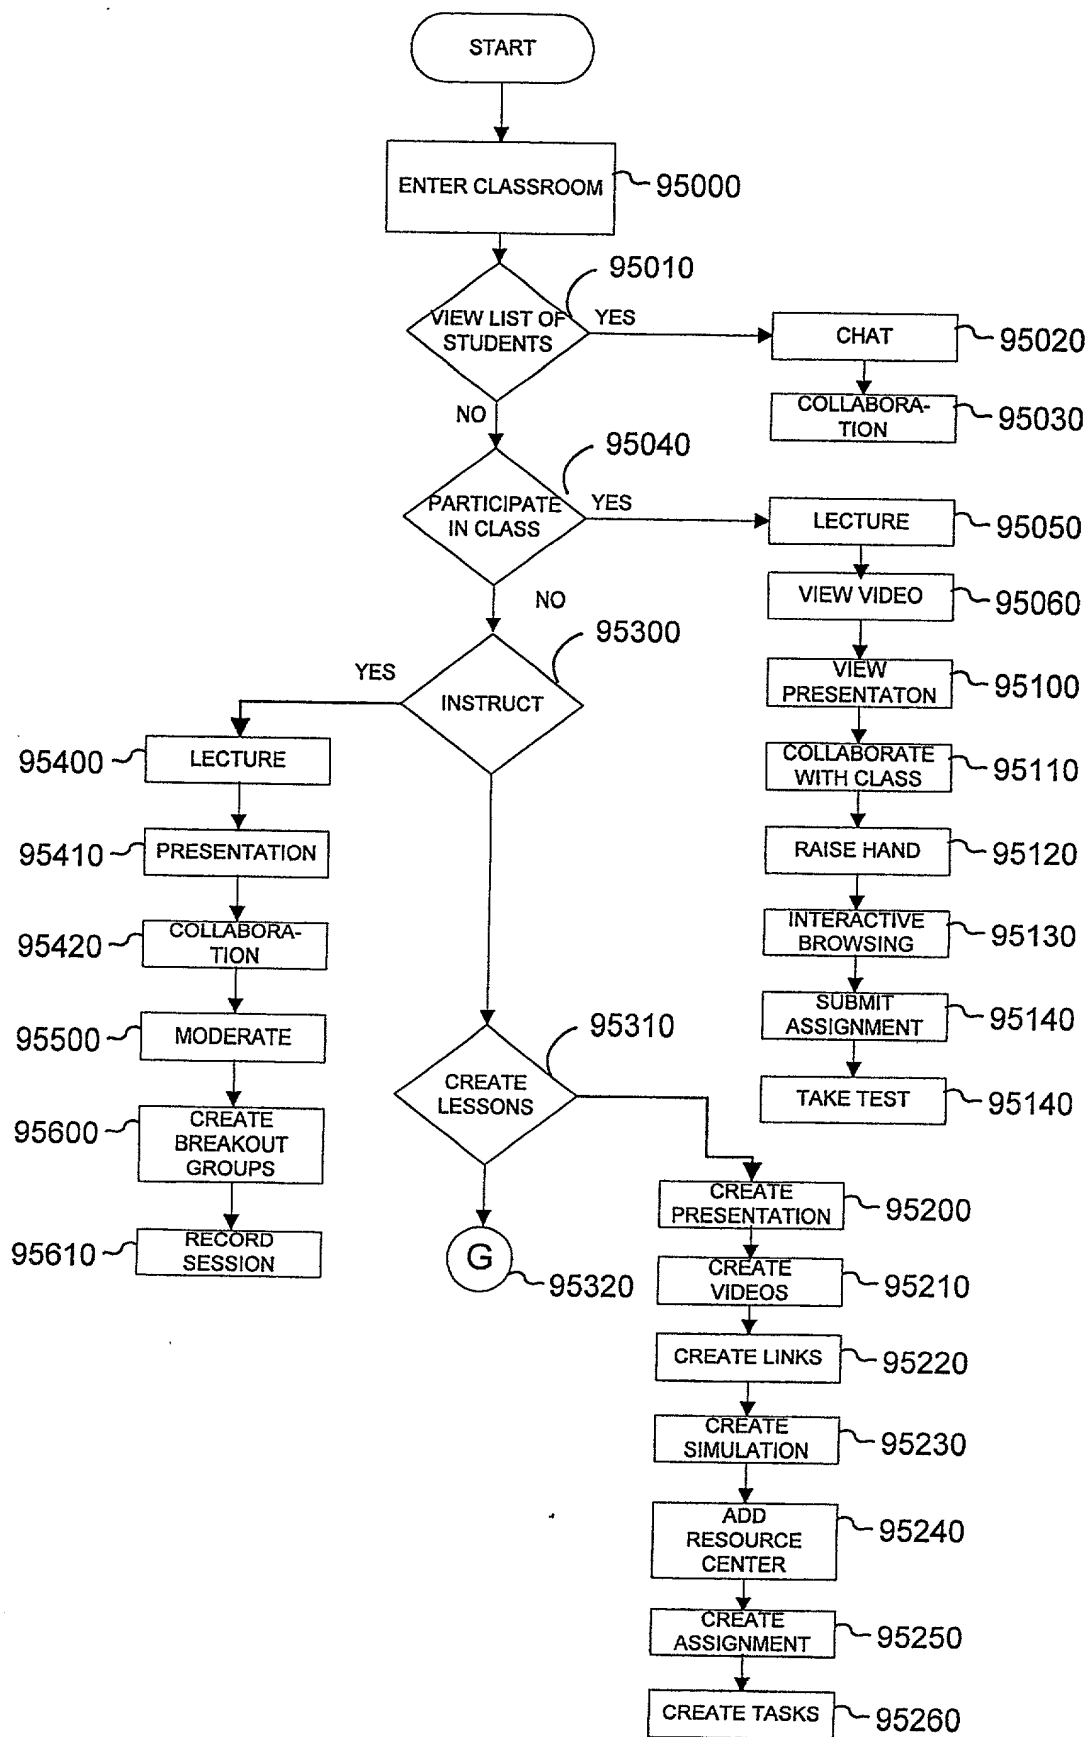 START
ENTER CLASSROOM
95000
95010
VIEW LIST OF
STUDENTS
YES
CHAT
95020
NO
COLLABORA-
TION
95030
95040
PARTICIPATE
IN CLASS
YES
LECTURE
95050
NO
VIEW VIDEO
95060
95300
YES
INSTRUCT
VIEW
PRESENTATON
95100
95400
LECTURE
COLLABORATE
WITH CLASS
95110
95410
PRESENTATION
RAISE HAND
95120
95420
COLLABORA-
TION
INTERACTIVE
BROWSING
95130
95500
MODERATE
SUBMIT
ASSIGNMENT
95140
95310
CREATE
LESSONS
TAKE TEST
95140
95600
CREATE
BREAKOUT
GROUPS
CREATE
PRESENTATION
95200
95610
RECORD
SESSION
G
95320
CREATE
VIDEOS
95210
CREATE LINKS
95220
CREATE
SIMULATION
95230
ADD
RESOURCE
CENTER
95240
CREATE
ASSIGNMENT
95250
CREATE TASKS
95260